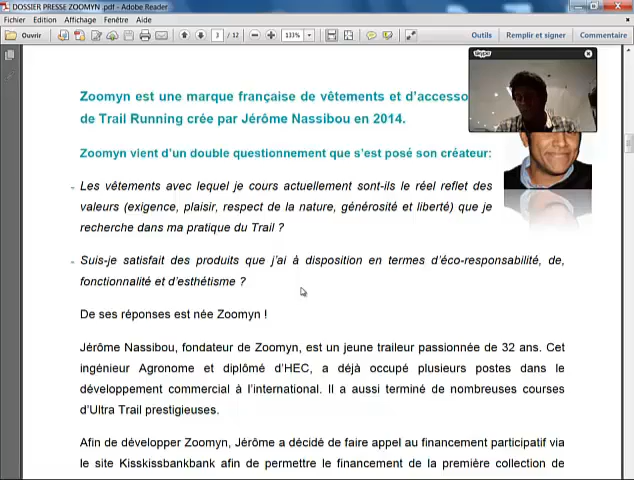 DOSSIER PRESSE ZOOMYN .pdf - Adobe Reader
Fichier Edition Affichage Fenêtre Aide
Ouvrir 3 / 12 133% Outils Remplir et signer Commentaire
skype
Zoomyn est une marque française de vêtements et d'accesso
de Trail Running crée par Jérôme Nassibou en 2014.
Zoomyn vient d'un double questionnement que s'est posé son créateur:
- Les vêtements avec lequel je cours actuellement sont-ils le réel reflet des
valeurs (exigence, plaisir, respect de la nature, générosité et liberté) que je
recherche dans ma pratique du Trail ?
- Suis-je satisfait des produits que j'ai à disposition en termes d'éco-responsabilité, de,
fonctionnalité et d'esthétisme ?
De ses réponses est née Zoomyn !
Jérôme Nassibou, fondateur de Zoomyn, est un jeune traileur passionnée de 32 ans. Cet
ingénieur Agronome et diplômé d'HEC, a déjà occupé plusieurs postes dans le
développement commercial à l'international. Il a aussi terminé de nombreuses courses
d'Ultra Trail prestigieuses.
Afin de développer Zoomyn, Jérôme a décidé de faire appel au financement participatif via
le site Kisskissbankbank afin de permettre le financement de la première collection de